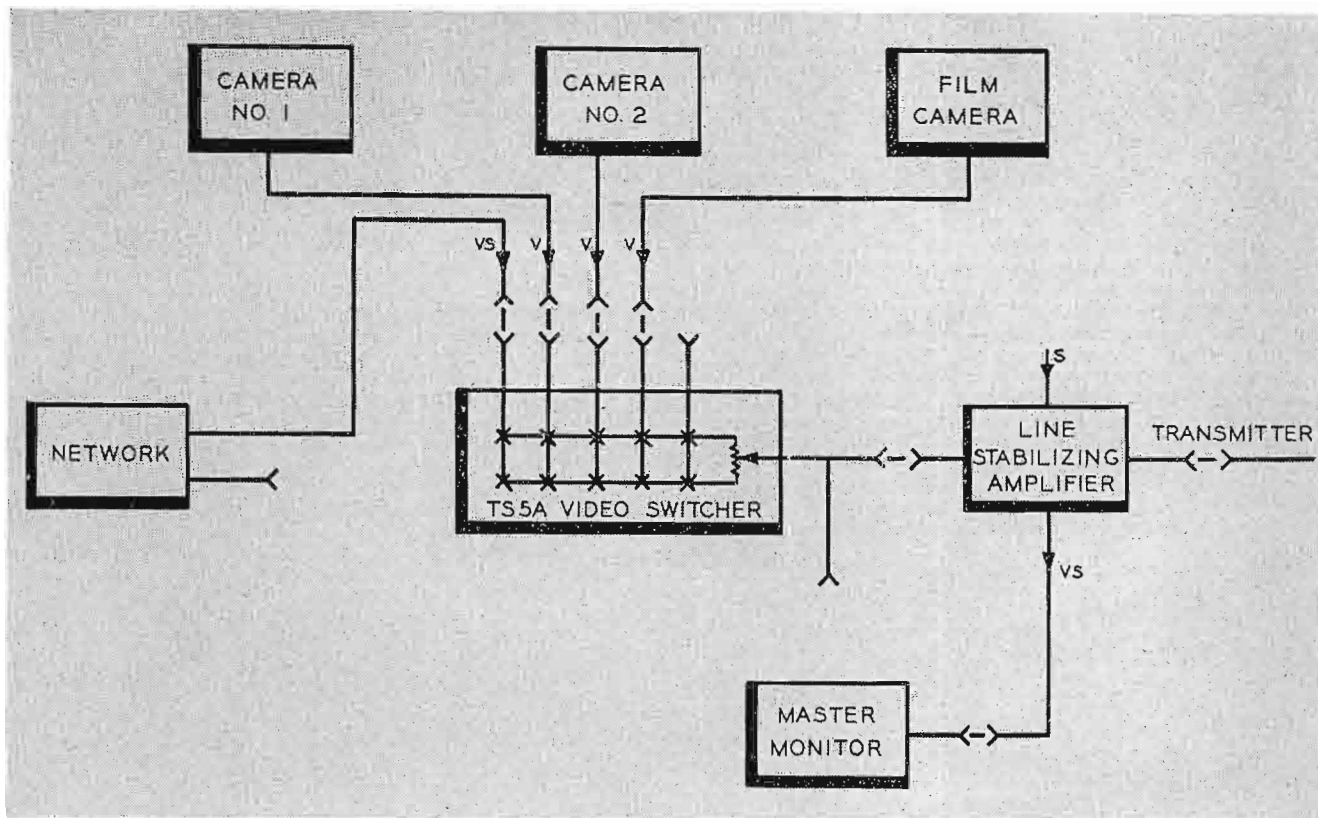 CAMERA
NO. 1
CAMERA
NO. 2
FILM
CAMERA
VS
V
V
V
S
NETWORK
LINE
STABILIZING
AMPLIFIER
TRANSMITTER
TS5A VIDEO SWITCHER
VS
MASTER
MONITOR